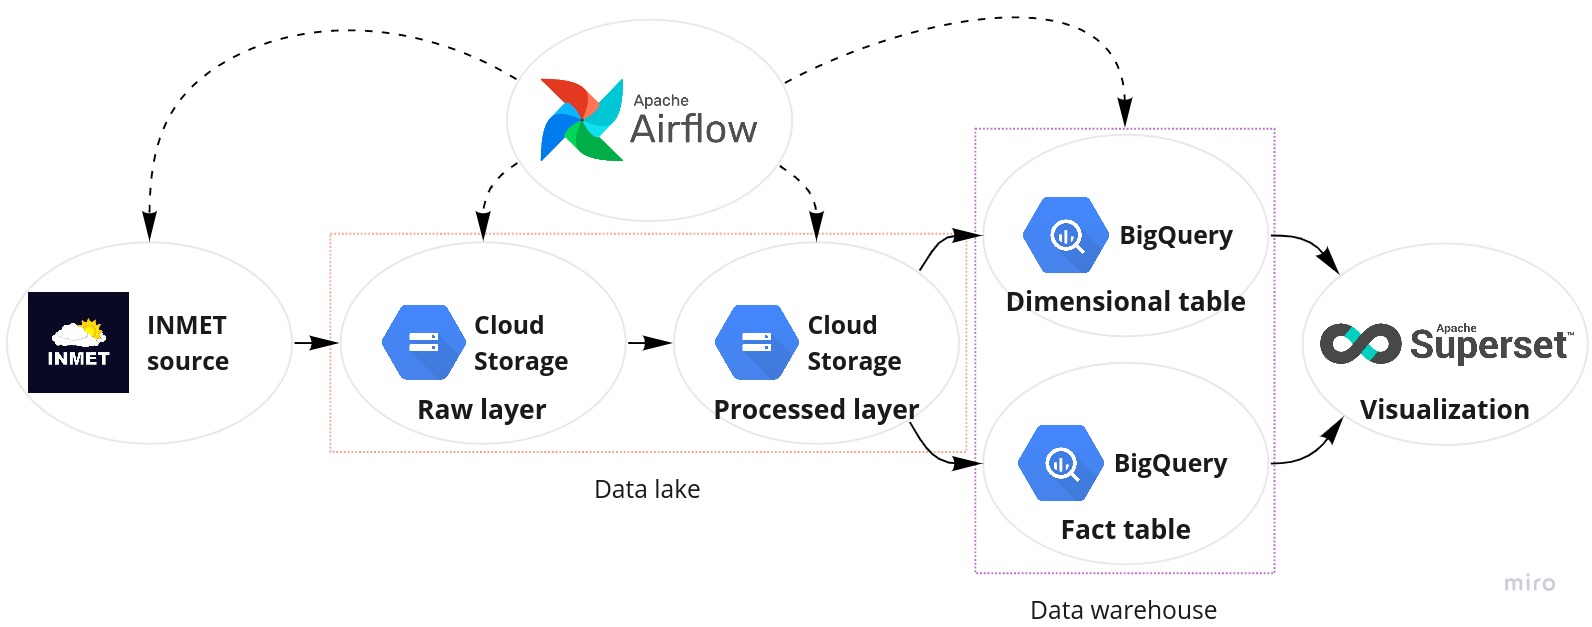 Apache
Airflow
INMET
INMET
source
Cloud
Storage
Raw layer
Cloud
Storage
Processed layer
Data lake
BigQuery
Dimensional table
BigQuery
Fact table
Data warehouse
Apache
Superset™
Visualization
miro